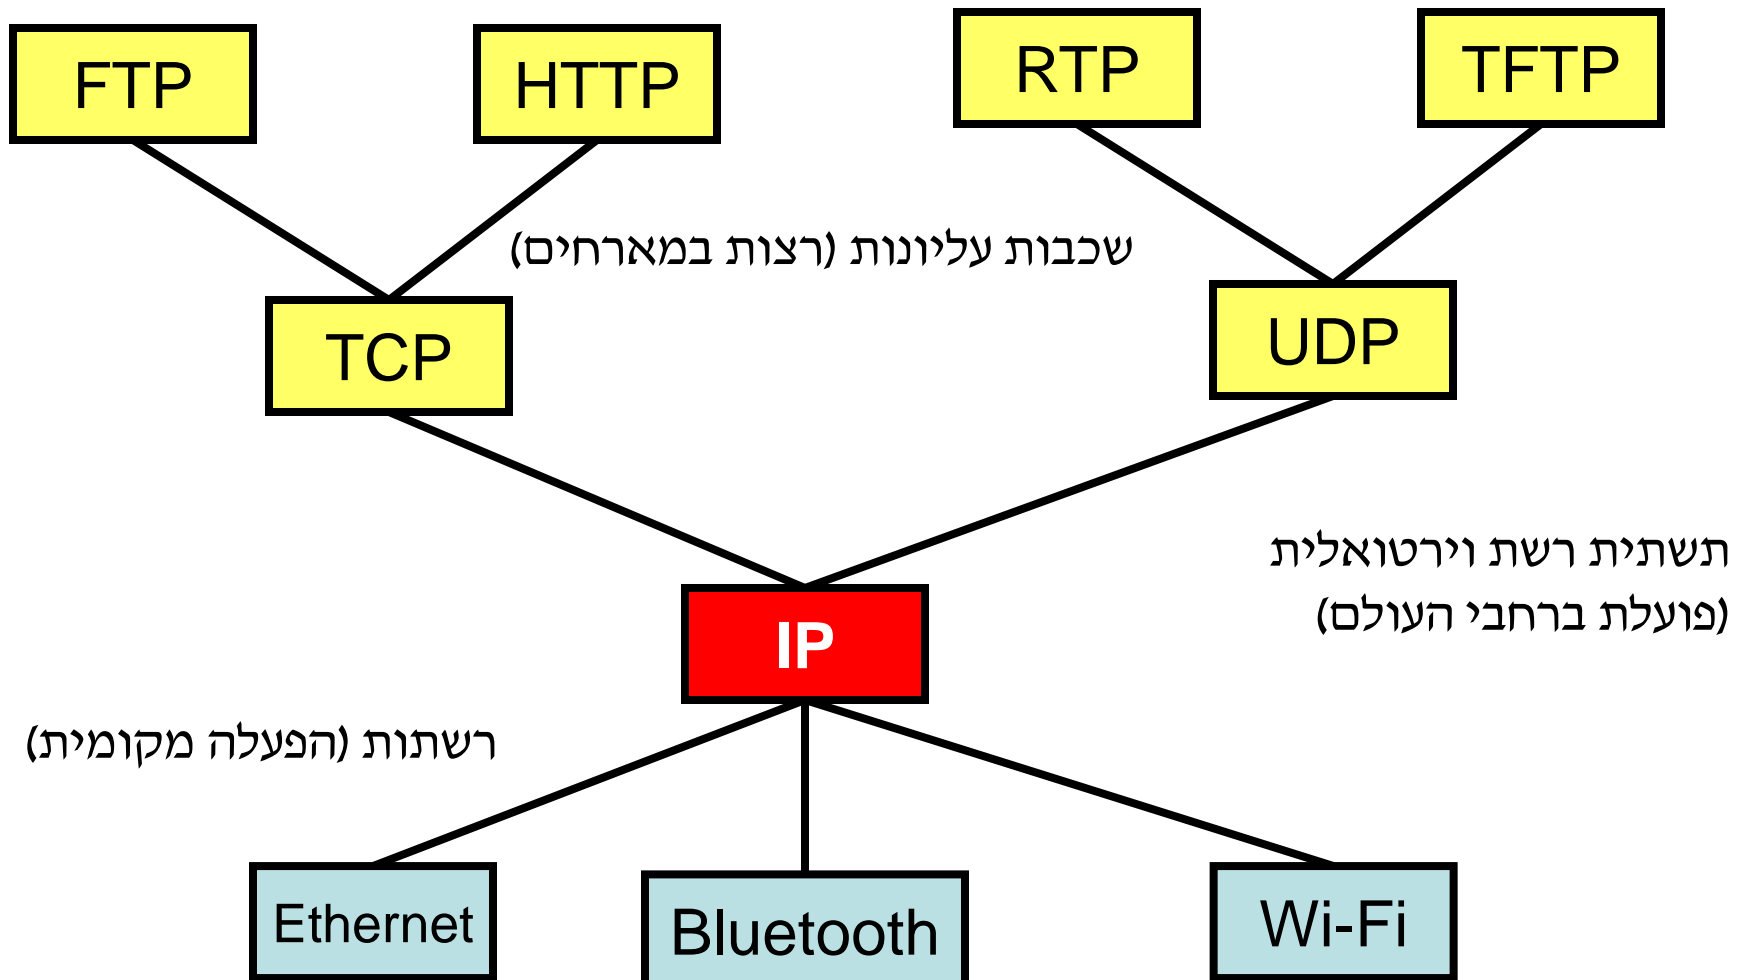 FTP
HTTP
RTP
TFTP
שכבות עליונות (רצות במארחים)
TCP
UDP
תשתית רשת וירטואלית
(פועלת ברחבי העולם)
IP
רשתות (הפעלה מקומית)
Ethernet
Bluetooth
Wi-Fi